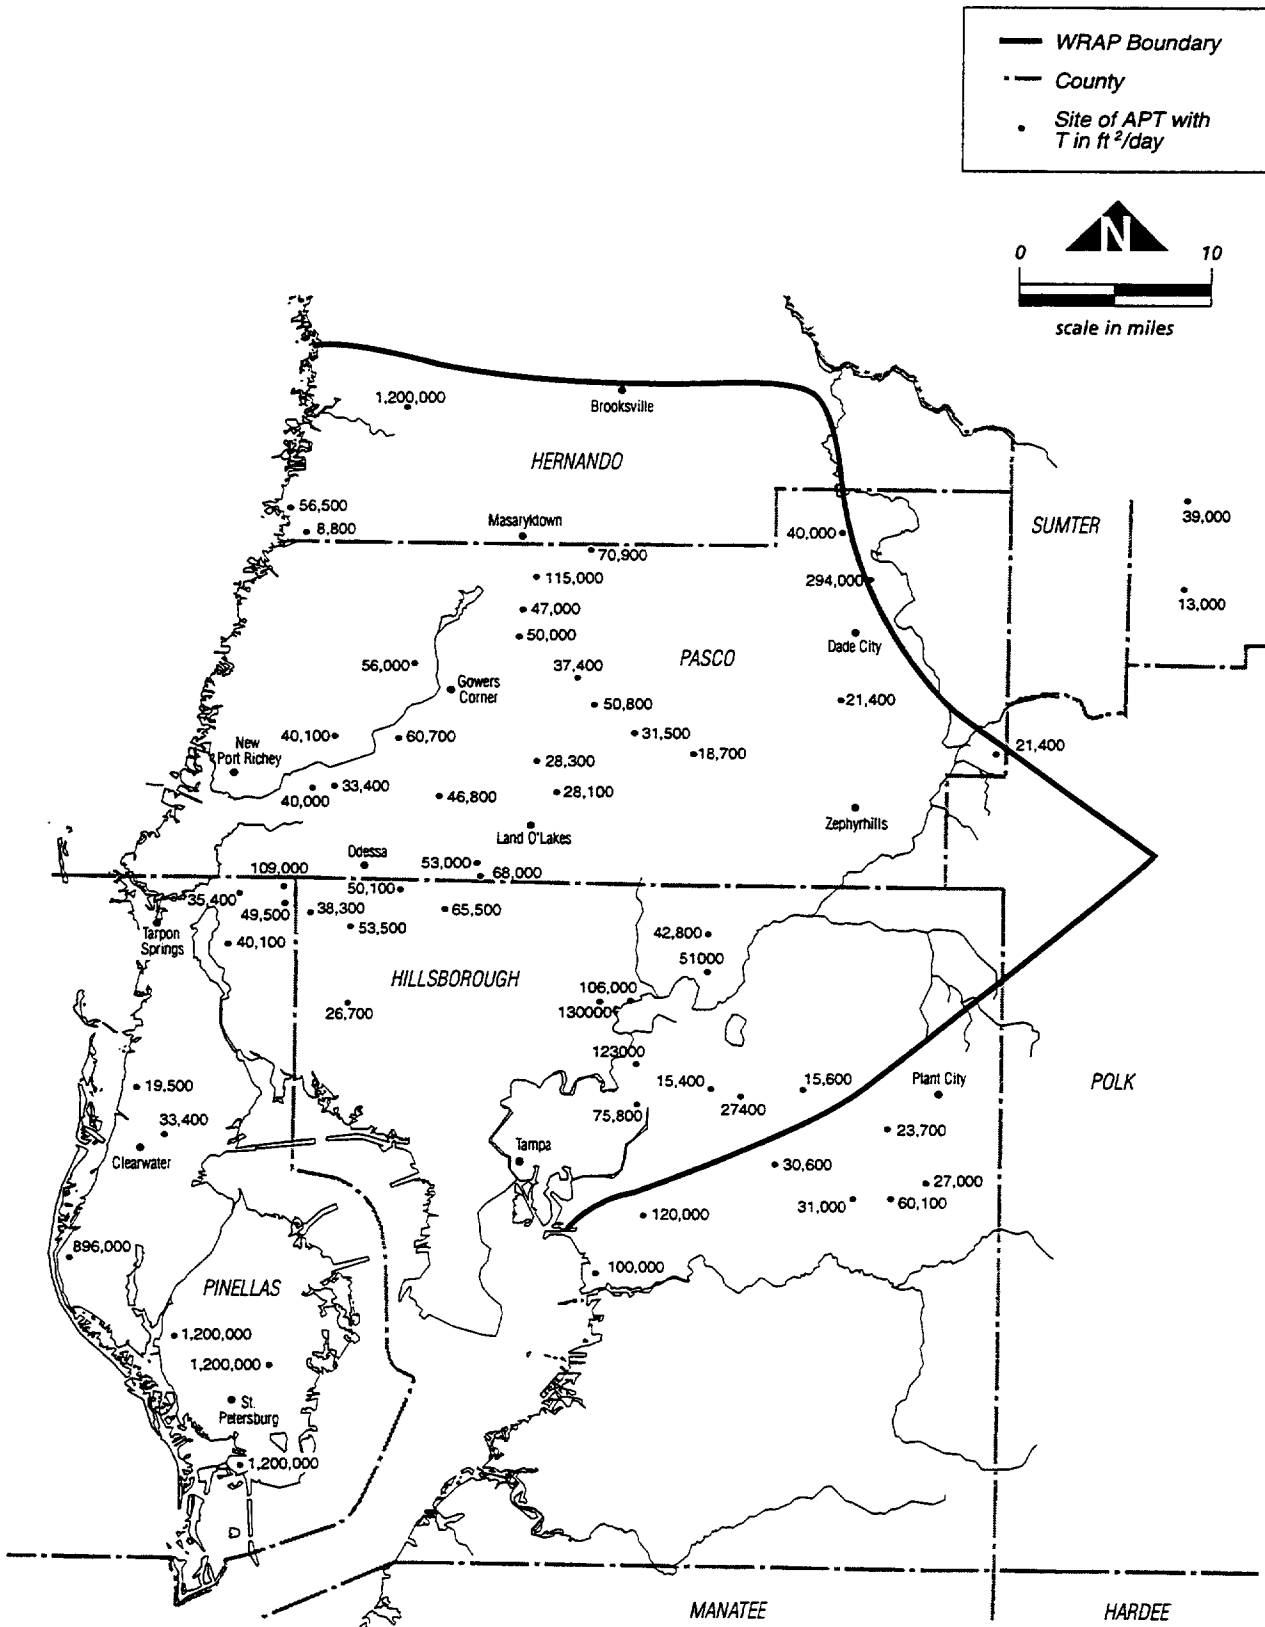 WRAP Boundary
County
Site of APT with
T in ft²/day
N
0 10
scale in miles
1,200,000
Brooksville
HERNANDO
56,500
8,800
Masaryktown
70,900
40,000
SUMTER
39,000
115,000
294,000
13,000
47,000
50,000
Dade City
56,000
37,400
PASCO
Gowers
Corner
50,800
21,400
40,100
60,700
31,500
18,700
21,400
New
Port Richey
28,300
40,000
33,400
46,800
28,100
Land O'Lakes
Zephyrhills
Odessa
53,000
68,000
109,000
50,100
35,400
49,500
38,300
65,500
53,500
Tarpon
Springs
40,100
42,800
51000
HILLSBOROUGH
106,000
130000
26,700
123000
19,500
15,400
27400
15,600
Plant City
POLK
75,800
33,400
Clearwater
23,700
Tampa
30,600
27,000
31,000
60,100
120,000
896,000
100,000
PINELLAS
1,200,000
1,200,000
St.
Petersburg
1,200,000
MANATEE
HARDEE